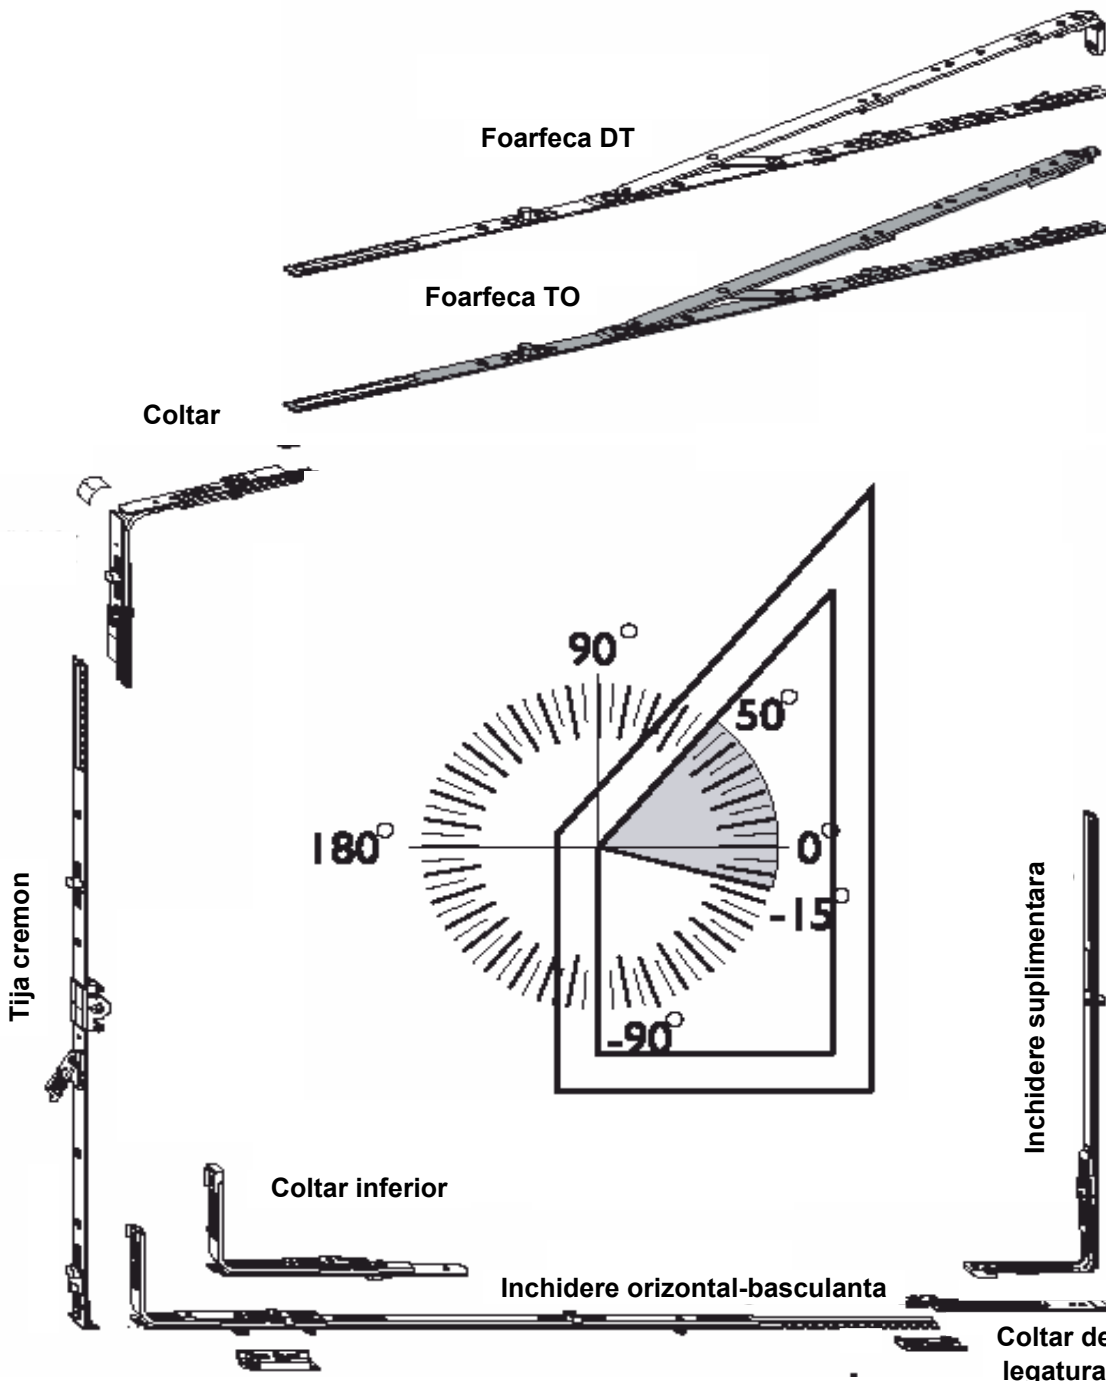 Foarfeca DT
Foarfeca TO
Coltar
90°
50°
180°
0°
-15°
-90°
Tija cremon
Inchidere suplimentara
Coltar inferior
Inchidere orizontal-basculanta
Coltar de
legatura